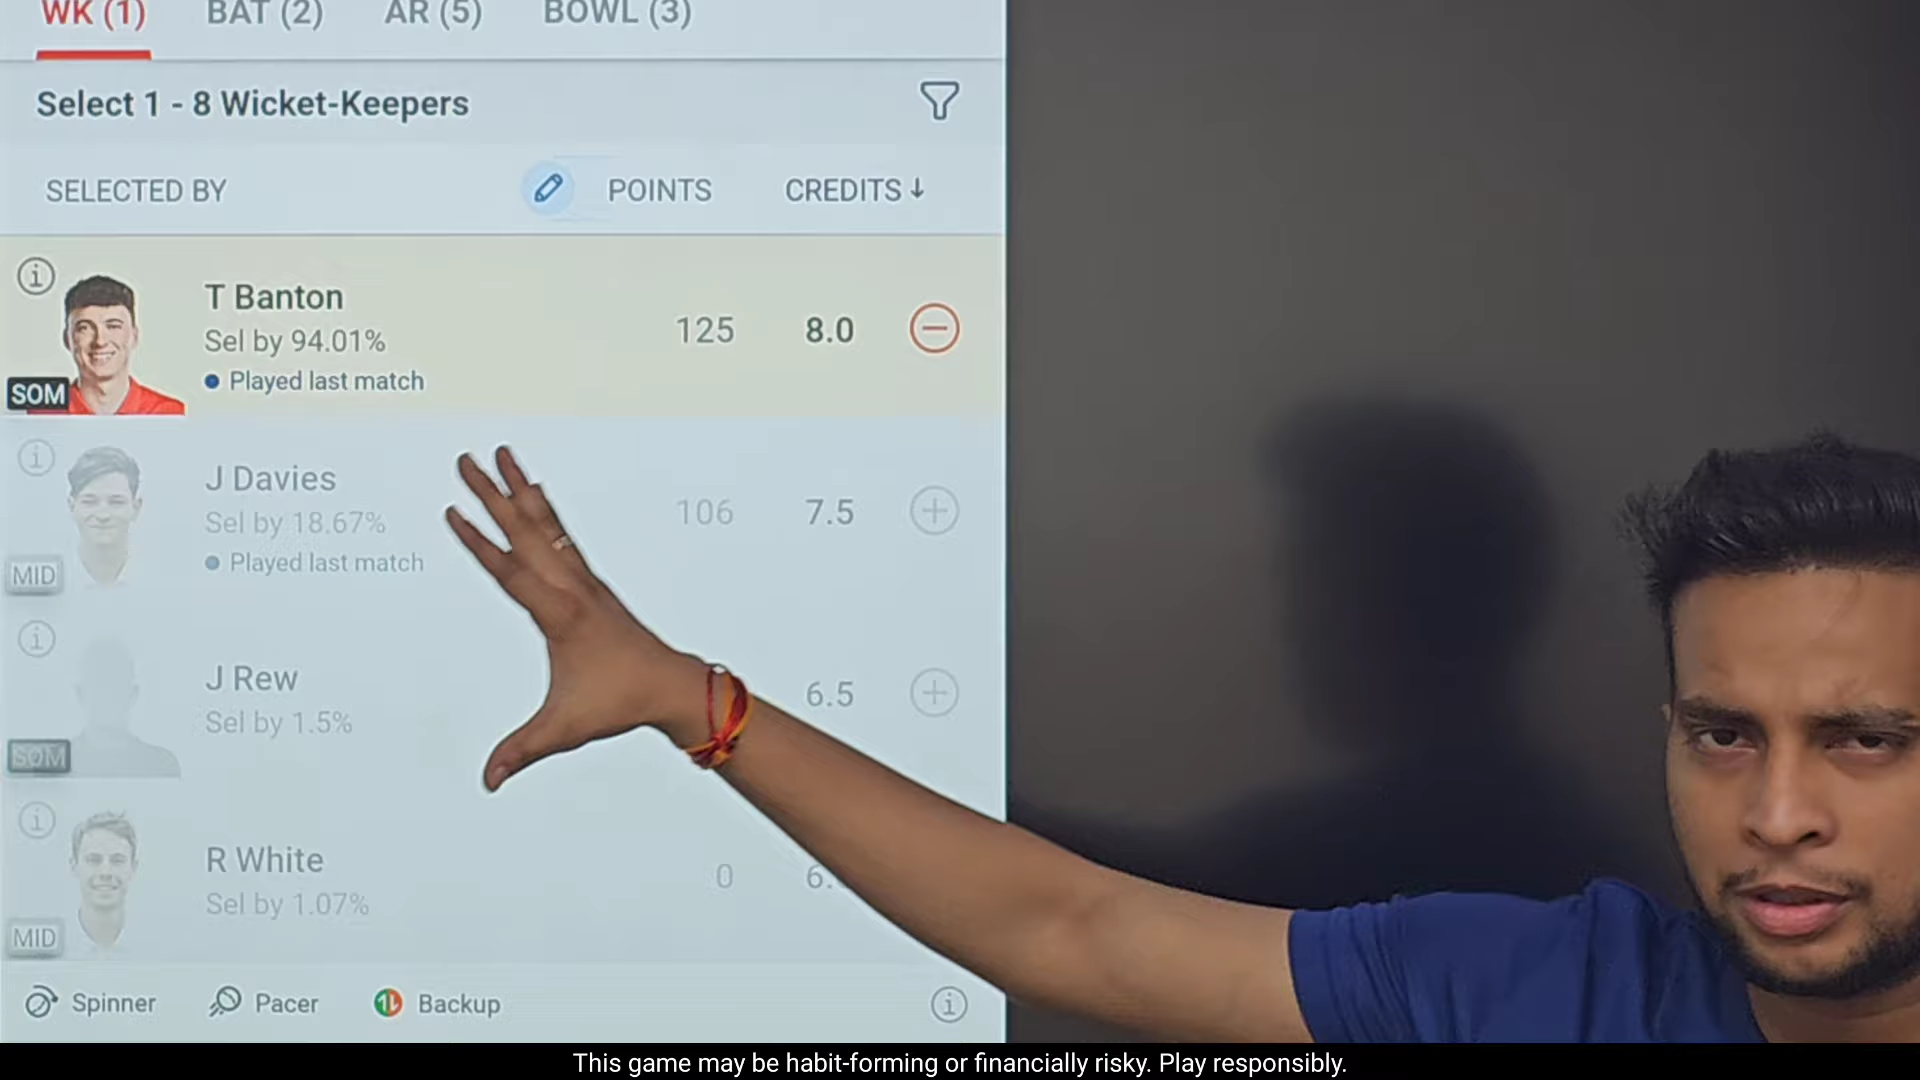 WK (1) BAT (2) AR (5) BOWL (3)
Select 1 - 8 Wicket-Keepers
SELECTED BY POINTS CREDITS ↓
T Banton
Sel by 94.01% 125 8.0
Played last match
SOM
J Davies
Sel by 18.67% 106 7.5
Played last match
MID
J Rew
Sel by 1.5% 6.5
SOM
R White
Sel by 1.07% 0 6.
MID
Spinner Pacer Backup
This game may be habit-forming or financially risky. Play responsibly.